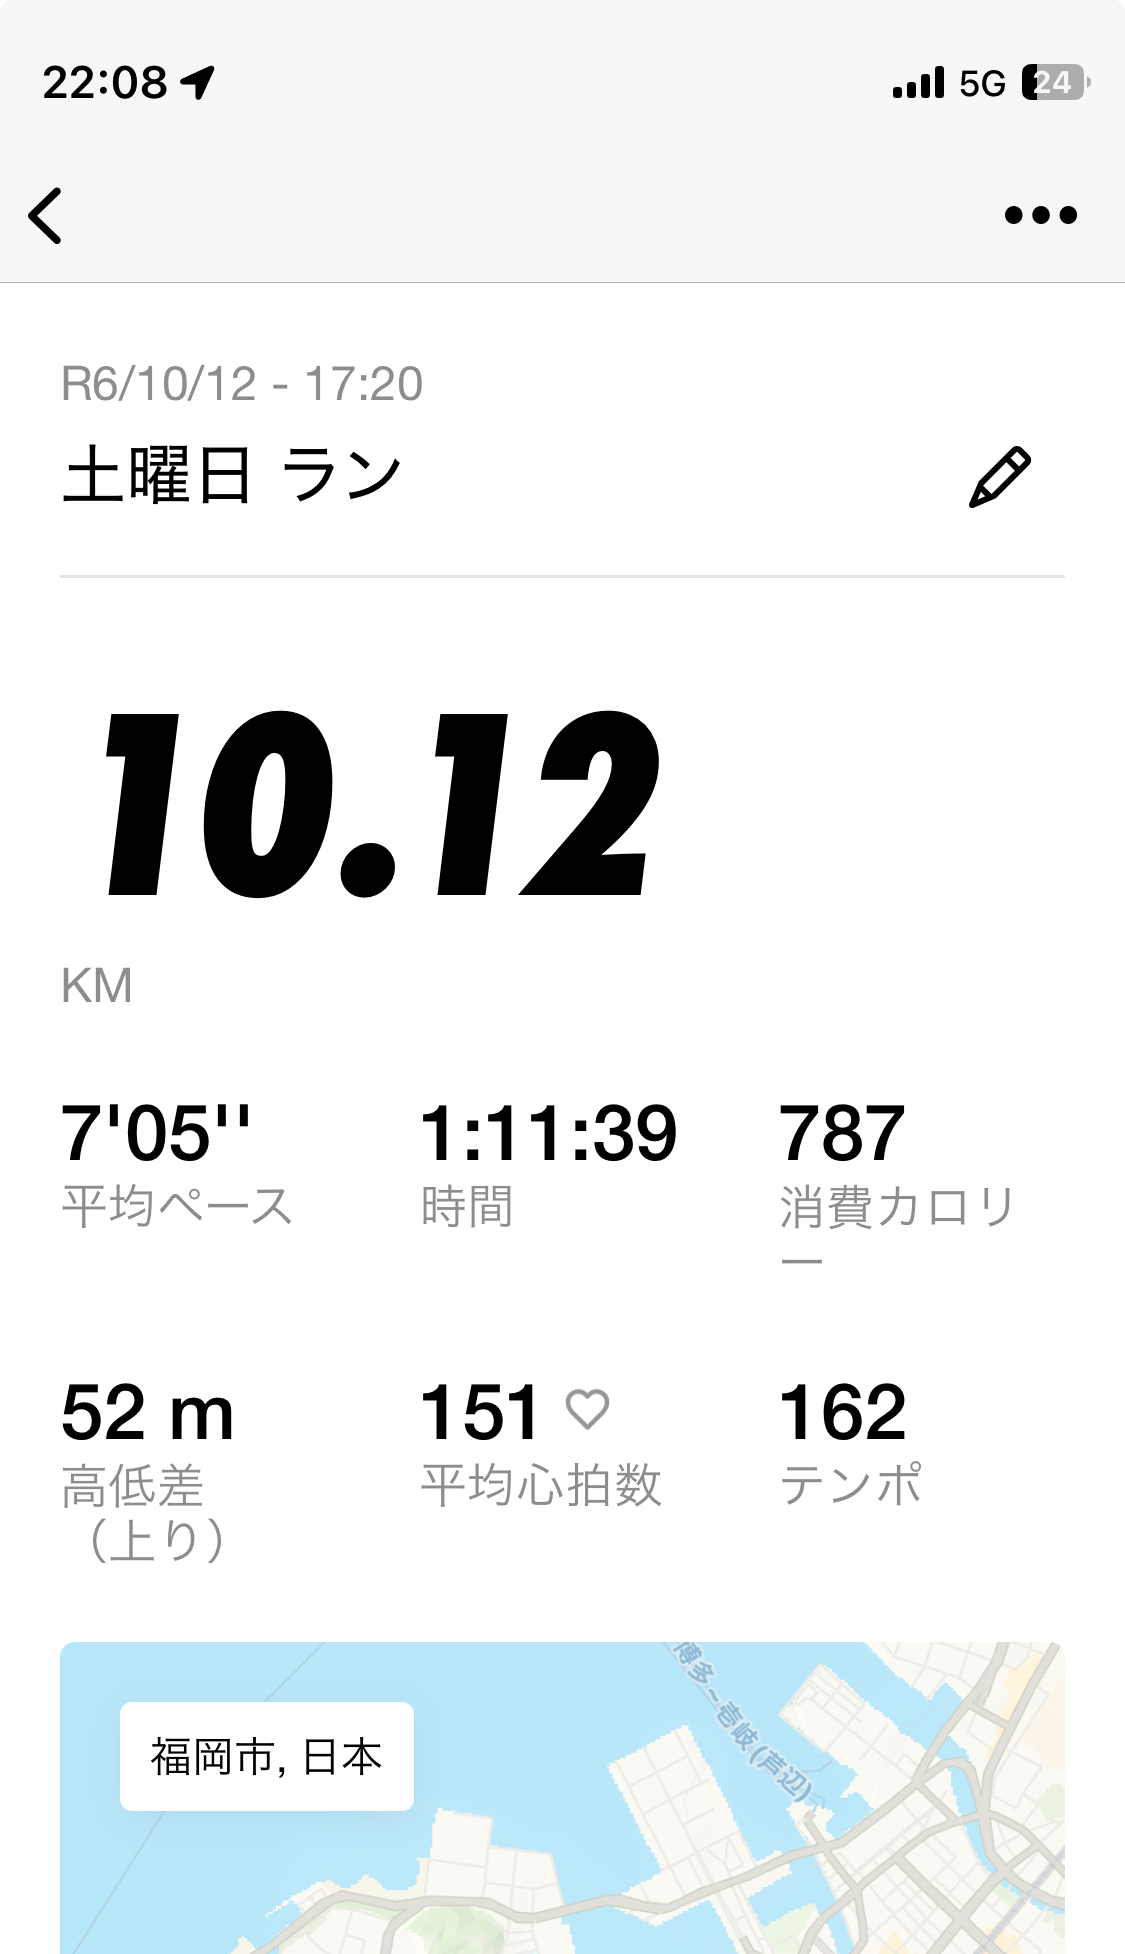 22:08 5G 24
R6/10/12 - 17:20
土曜日 ラン
10.12
KM
7'05''
平均ペース
1:11:39
時間
787
消費カロリ
ー
52 m
高低差
（上り）
151
平均心拍数
162
テンポ
福岡市, 日本
博多~壱岐(芦辺)